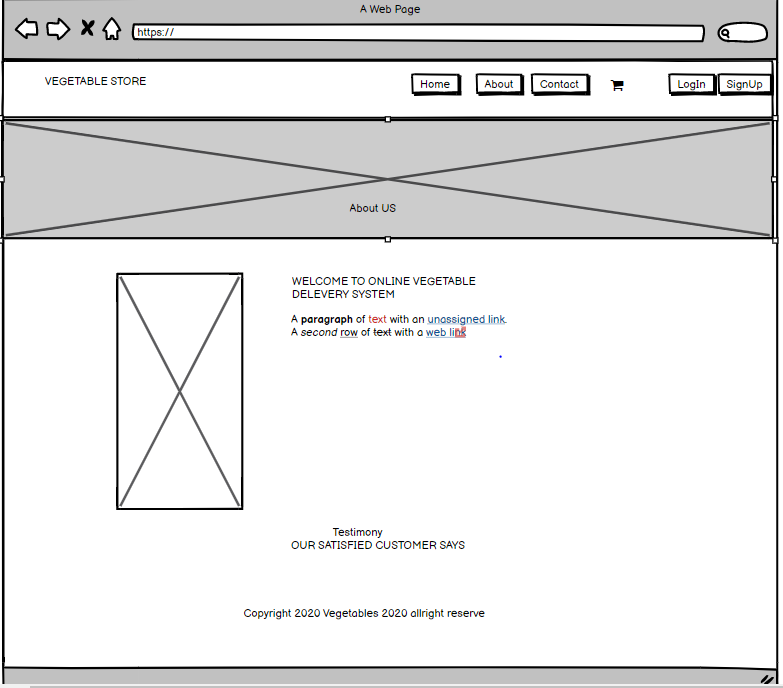 A Web Page
https://
VEGETABLE STORE
Home
About
Contact
LogIn
SignUp
About US
WELCOME TO ONLINE VEGETABLE
DELEVERY SYSTEM
A paragraph of text with an unassigned link.
A second row of text with a web link
Testimony
OUR SATISFIED CUSTOMER SAYS
Copyright 2020 Vegetables 2020 allright reserve